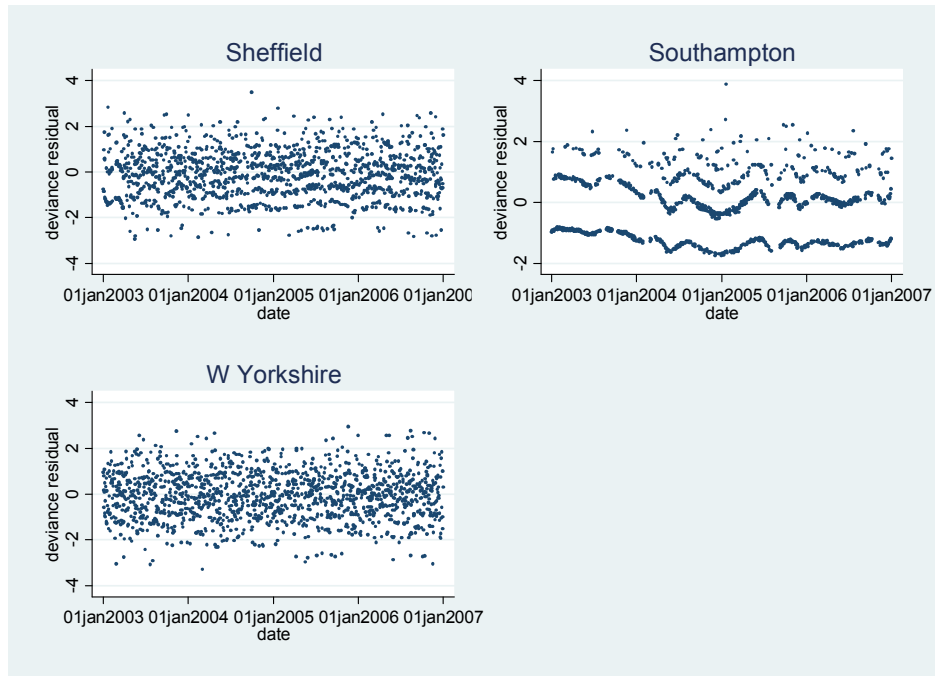 Sheffield
deviance residual
4
2
0
-2
-4
01jan2003 01jan2004 01jan2005 01jan2006 01jan200
date
Southampton
deviance residual
4
2
0
-2
01jan2003 01jan2004 01jan2005 01jan2006 01jan2007
date
W Yorkshire
deviance residual
4
2
0
-2
-4
01jan2003 01jan2004 01jan2005 01jan2006 01jan2007
date